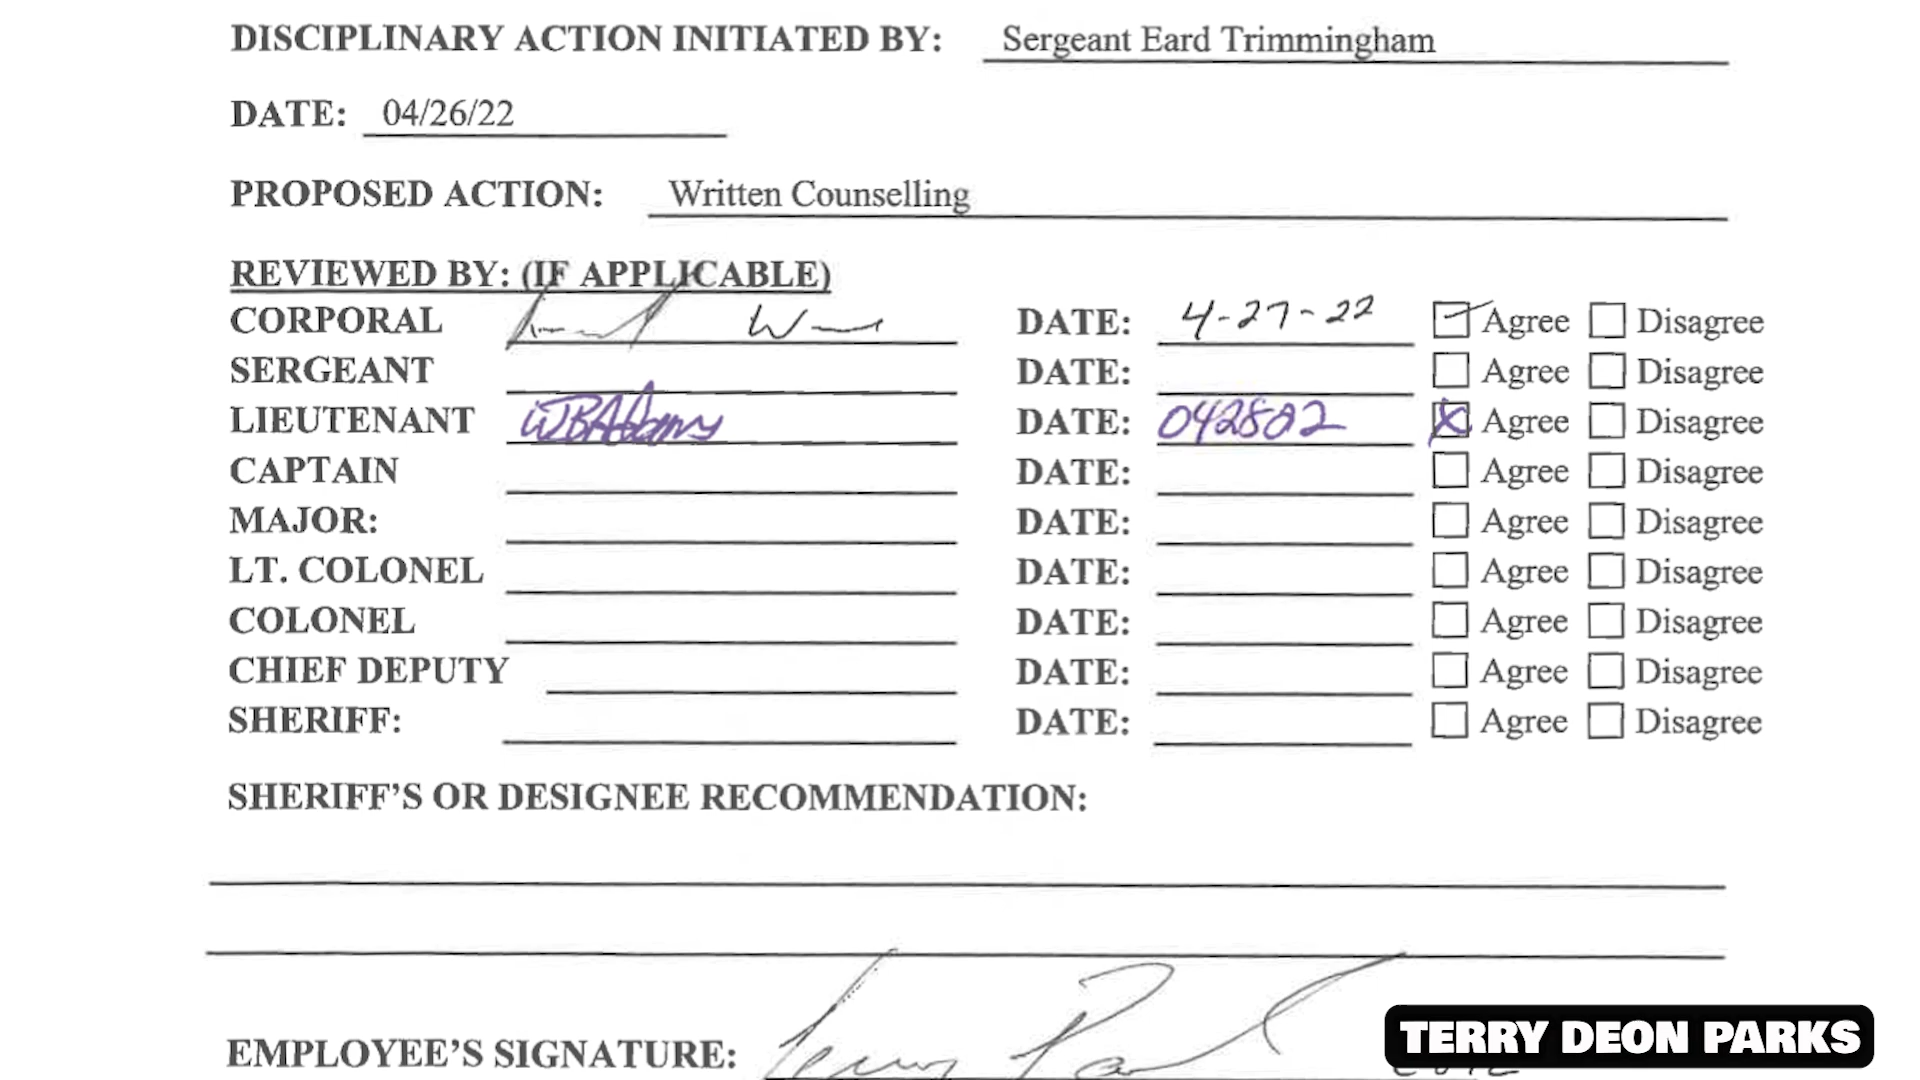 DISCIPLINARY ACTION INITIATED BY: Sergeant Eard Trimmingham
DATE: 04/26/22
PROPOSED ACTION: Written Counselling
REVIEWED BY: (IF APPLICABLE)
CORPORAL DATE: 4-27-22 Agree Disagree
SERGEANT DATE: Agree Disagree
LIEUTENANT WBAdams DATE: 042822 Agree Disagree
CAPTAIN DATE: Agree Disagree
MAJOR: DATE: Agree Disagree
LT. COLONEL DATE: Agree Disagree
COLONEL DATE: Agree Disagree
CHIEF DEPUTY DATE: Agree Disagree
SHERIFF: DATE: Agree Disagree
SHERIFF'S OR DESIGNEE RECOMMENDATION:
EMPLOYEE'S SIGNATURE:
TERRY DEON PARKS